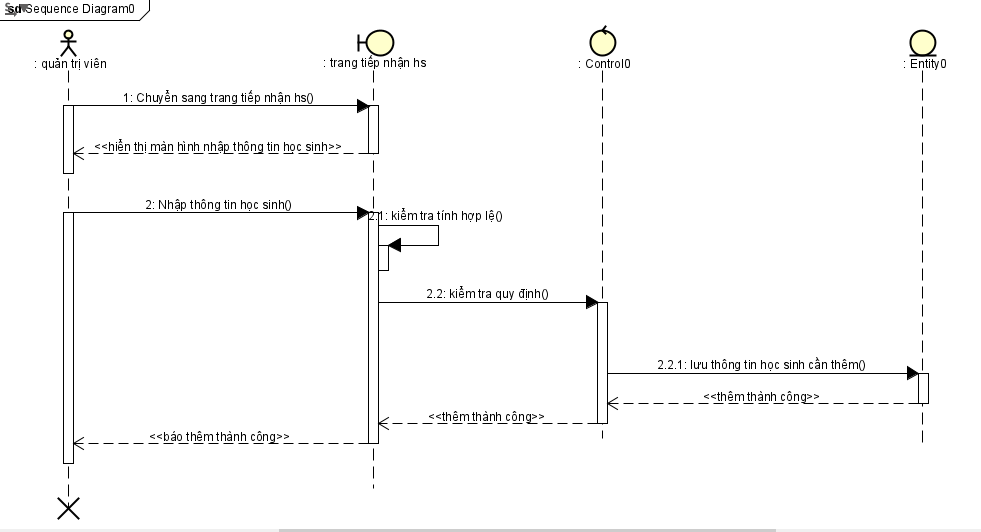 sd Sequence Diagram0
: quản trị viên
: trang tiếp nhận hs
: Control0
: Entity0
1: Chuyển sang trang tiếp nhận hs()
<<hiển thị màn hình nhập thông tin học sinh>>
2: Nhập thông tin học sinh()
2.1: kiểm tra tính hợp lệ()
2.2: kiểm tra quy định()
2.2.1: lưu thông tin học sinh cần thêm()
<<thêm thành công>>
<<thêm thành công>>
<<báo thêm thành công>>